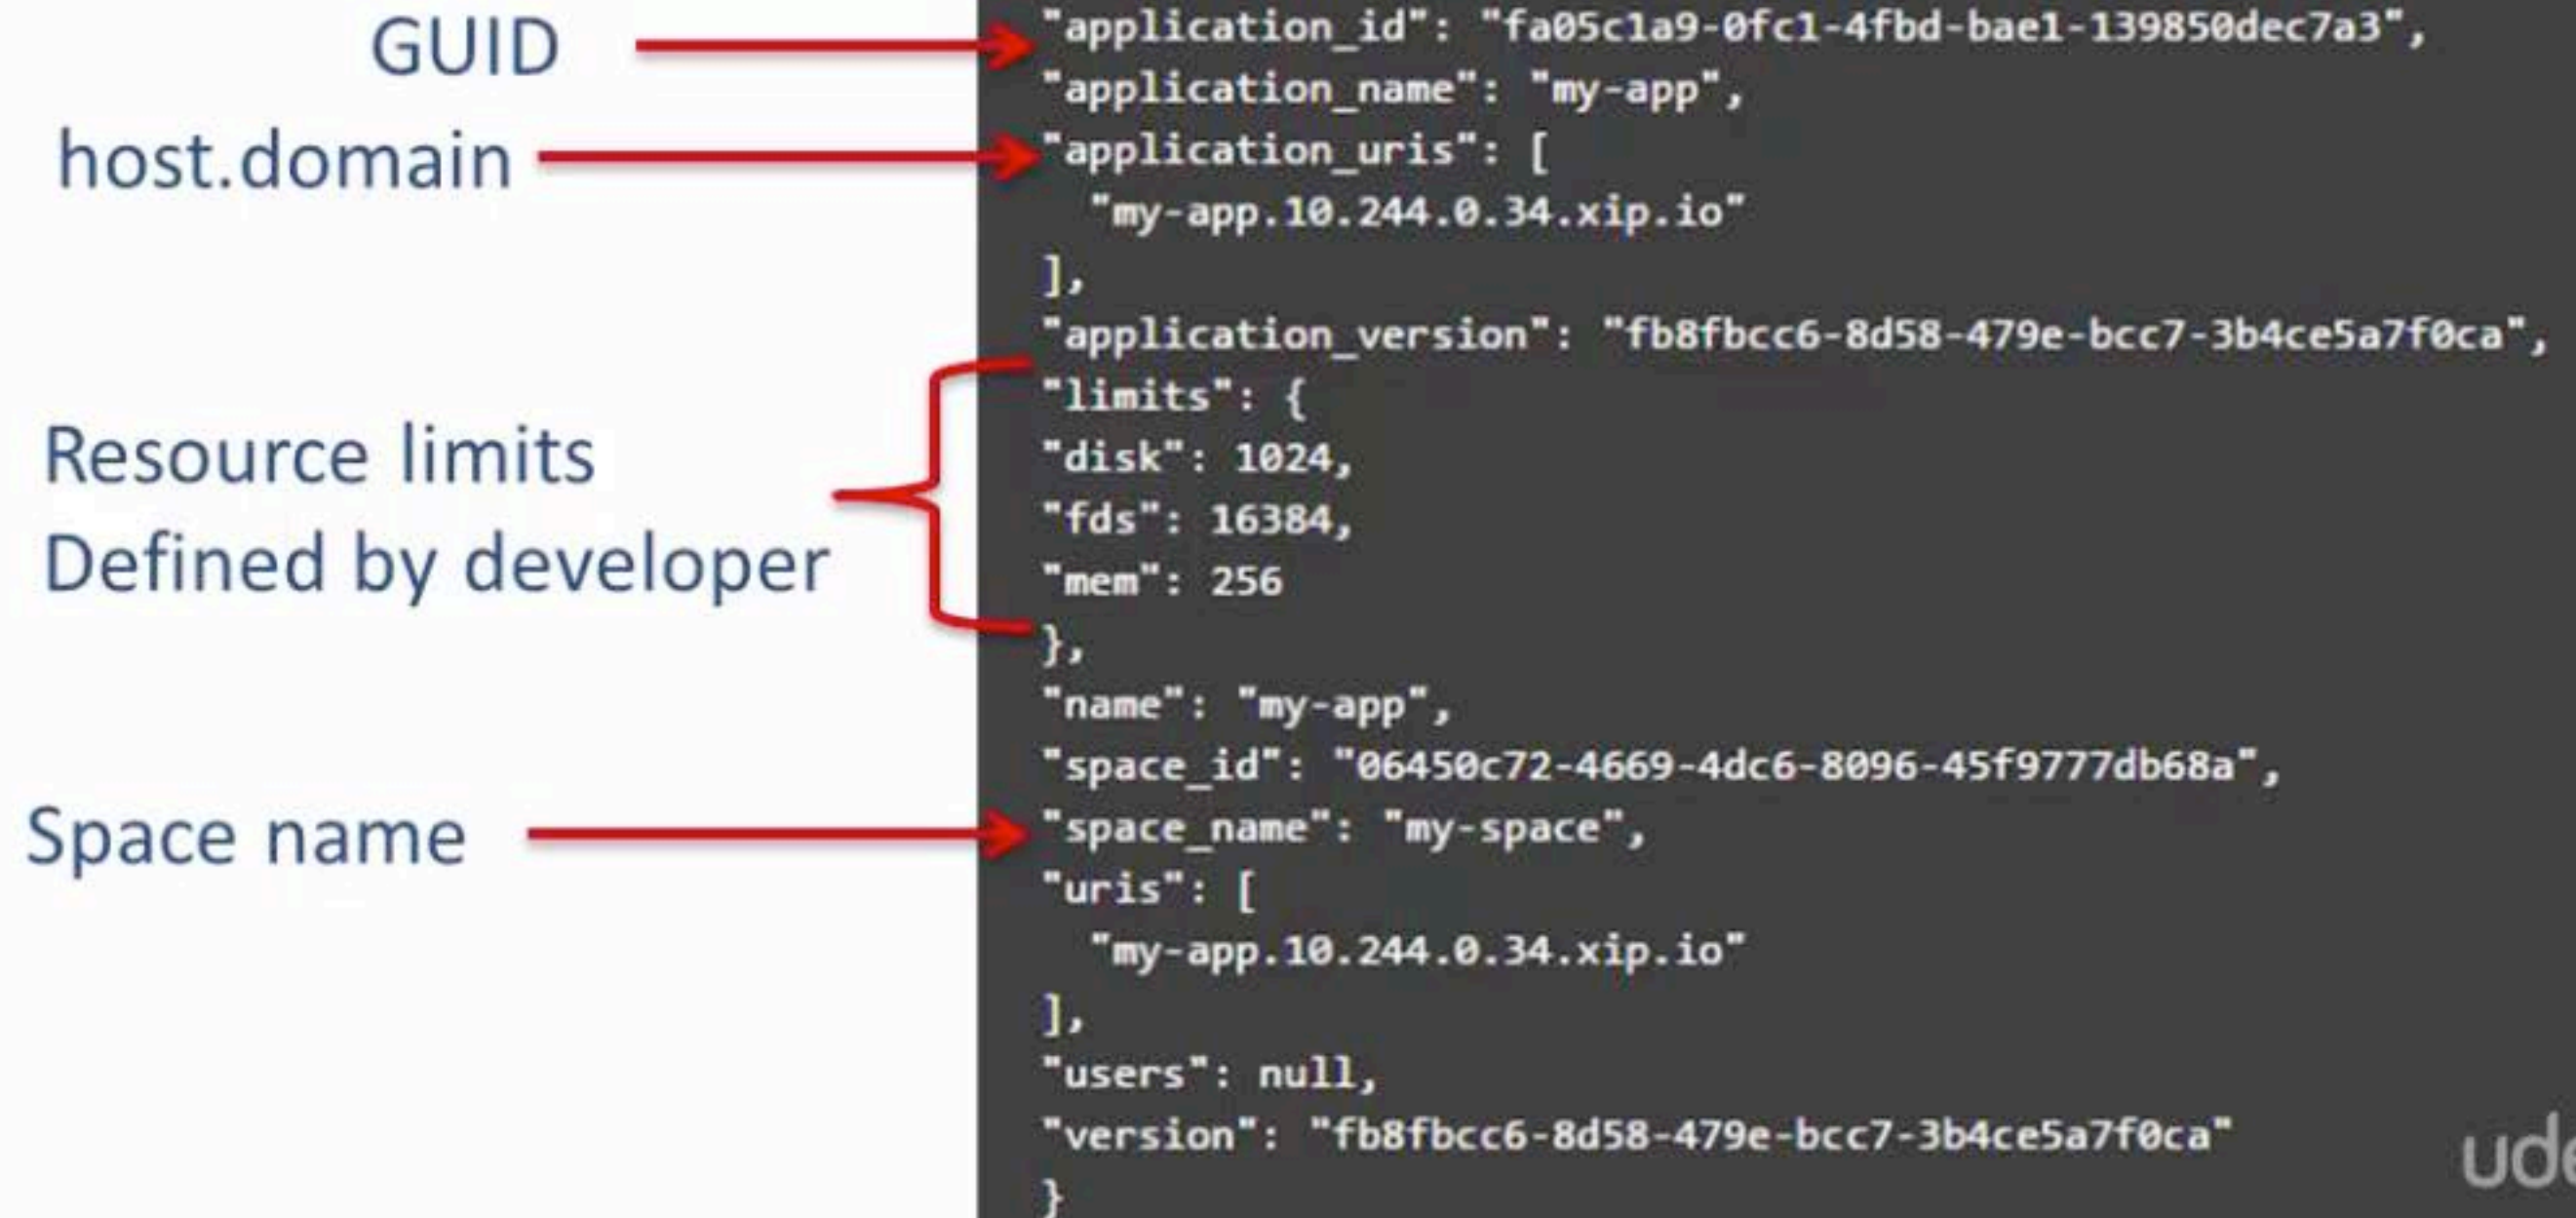 GUID
host.domain
Resource limits
Defined by developer
Space name
"application_id": "fa05c1a9-0fc1-4fbd-bae1-139850dec7a3",
"application_name": "my-app",
"application_uris": [
"my-app.10.244.0.34.xip.io"
],
"application_version": "fb8fbcc6-8d58-479e-bcc7-3b4ce5a7f0ca",
"limits": {
"disk": 1024,
"fds": 16384,
"mem": 256
},
"name": "my-app",
"space_id": "06450c72-4669-4dc6-8096-45f9777db68a",
"space_name": "my-space",
"uris": [
"my-app.10.244.0.34.xip.io"
],
"users": null,
"version": "fb8fbcc6-8d58-479e-bcc7-3b4ce5a7f0ca"
}